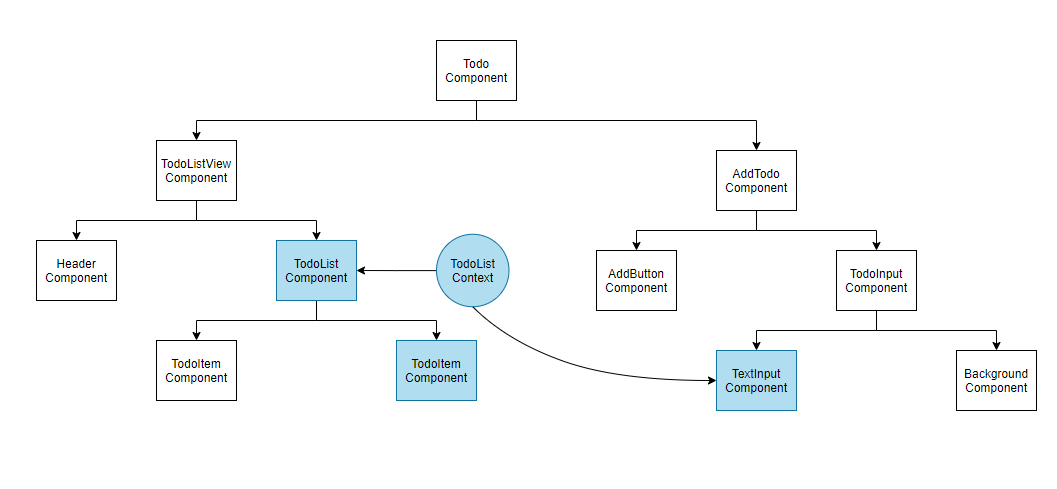 Todo
Component
TodoListView
Component
AddTodo
Component
Header
Component
TodoList
Component
TodoList
Context
AddButton
Component
TodoInput
Component
TodoItem
Component
TodoItem
Component
TextInput
Component
Background
Component